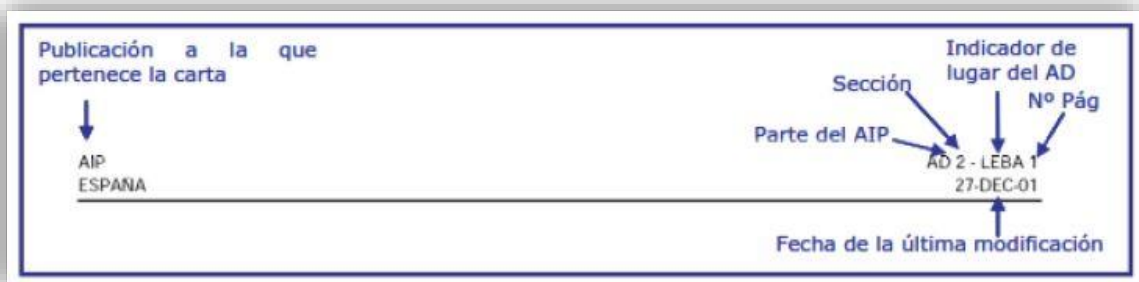 Publicación a la que
pertenece la carta
Indicador de
lugar del AD
Sección
Nº Pág
Parte del AIP
AIP
ESPAÑA
AD 2 - LEBA 1
27-DEC-01
Fecha de la última modificación